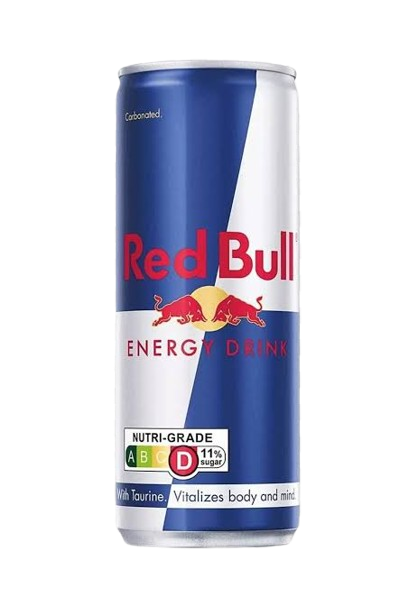 Carbonated.
Red Bull
ENERGY DRINK
NUTRI-GRADE
A B C D 11% sugar
With Taurine. Vitalizes body and mind.